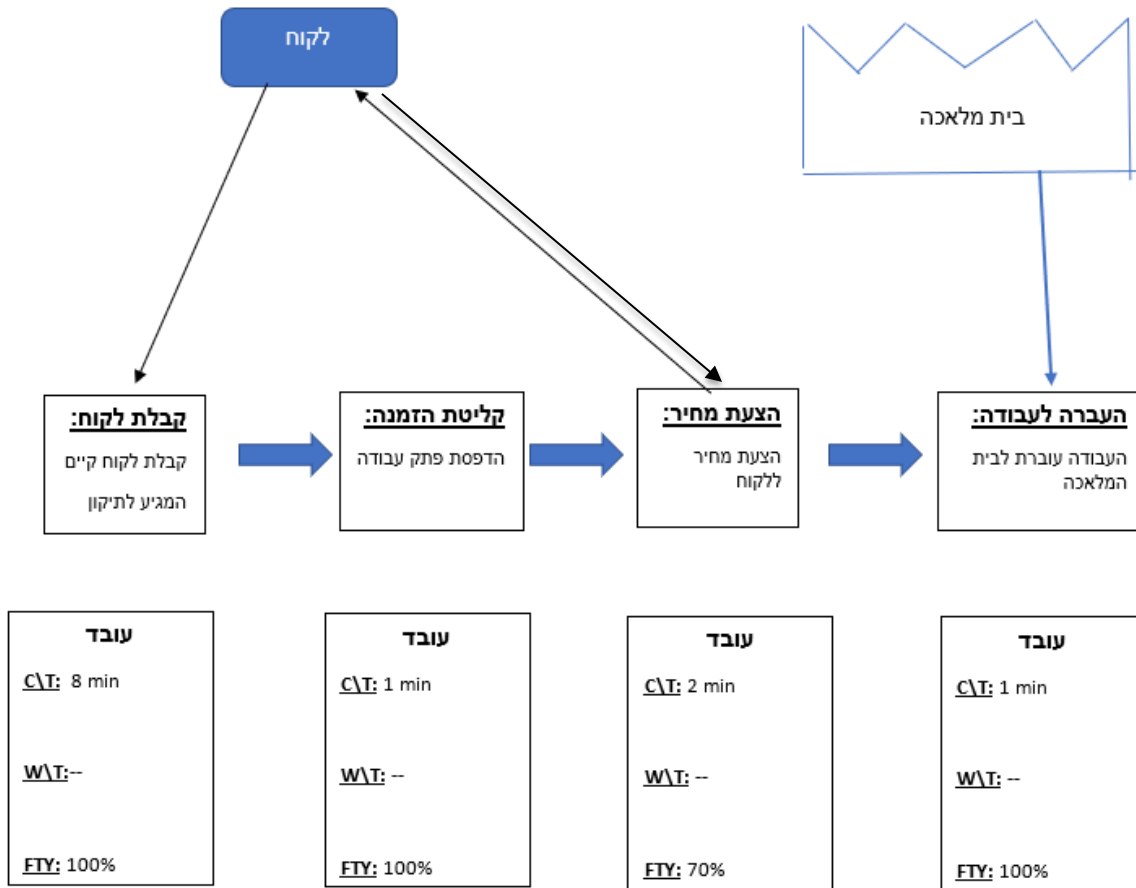 לקוח
בית מלאכה
קבלת לקוח:
קבלת לקוח קיים
המגיע לתיקון
קליטת הזמנה:
הדפסת פתק עבודה
הצעת מחיר:
הצעת מחיר
ללקוח
העברה לעבודה:
העבודה עוברת לבית
המלאכה
עובד
C\T: 8 min
W\T:--
FTY: 100%
עובד
C\T: 1 min
W\T: --
FTY: 100%
עובד
C\T: 2 min
W\T: --
FTY: 70%
עובד
C\T: 1 min
W\T: --
FTY: 100%